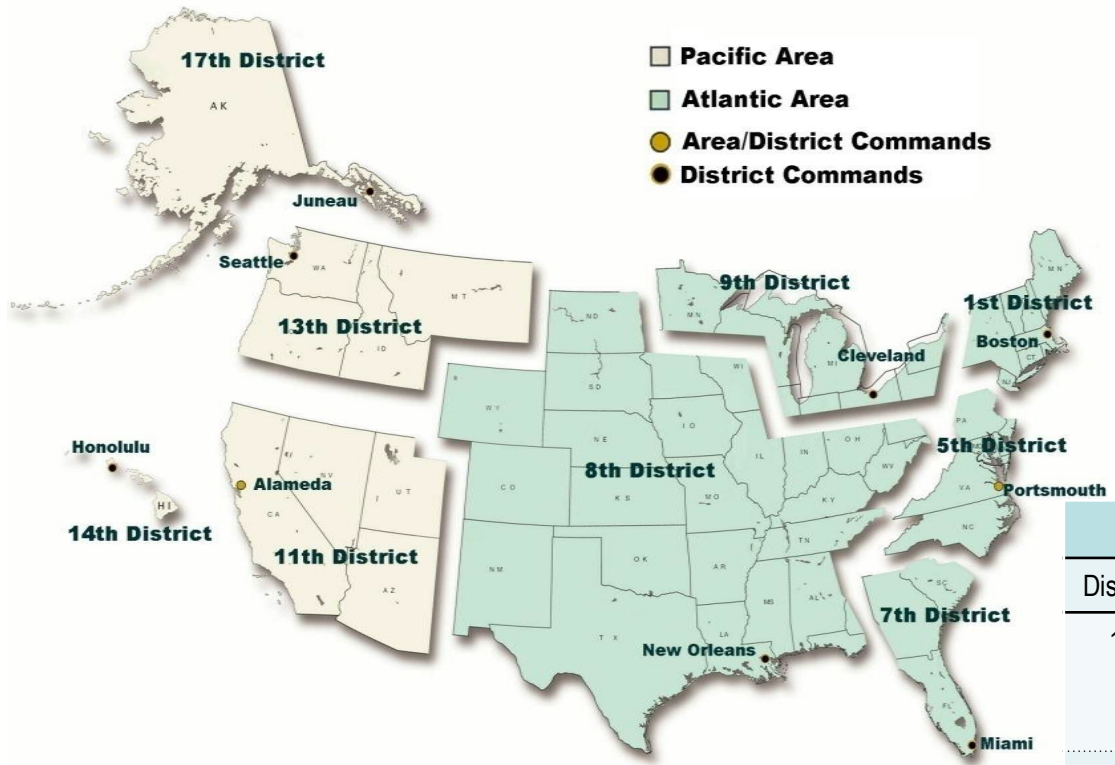 17th District
AK
Juneau
Pacific Area
Atlantic Area
Area/District Commands
District Commands
Seattle
WA
MT
13th District
ID
9th District
MN
MI
Cleveland
MN
1st District
Boston
CT
NJ
ND
SD
WI
WY
NE
IO
IL
IN
OH
WV
8th District
CO
KS
MO
KY
PA
5th District
VA
Portsmouth
NC
Honolulu
HI
14th District
Alameda
NV
UT
CA
11th District
AZ
NM
OK
AR
TN
TX
LA
MS
AL
New Orleans
SC
7th District
FL
Miami
Dis